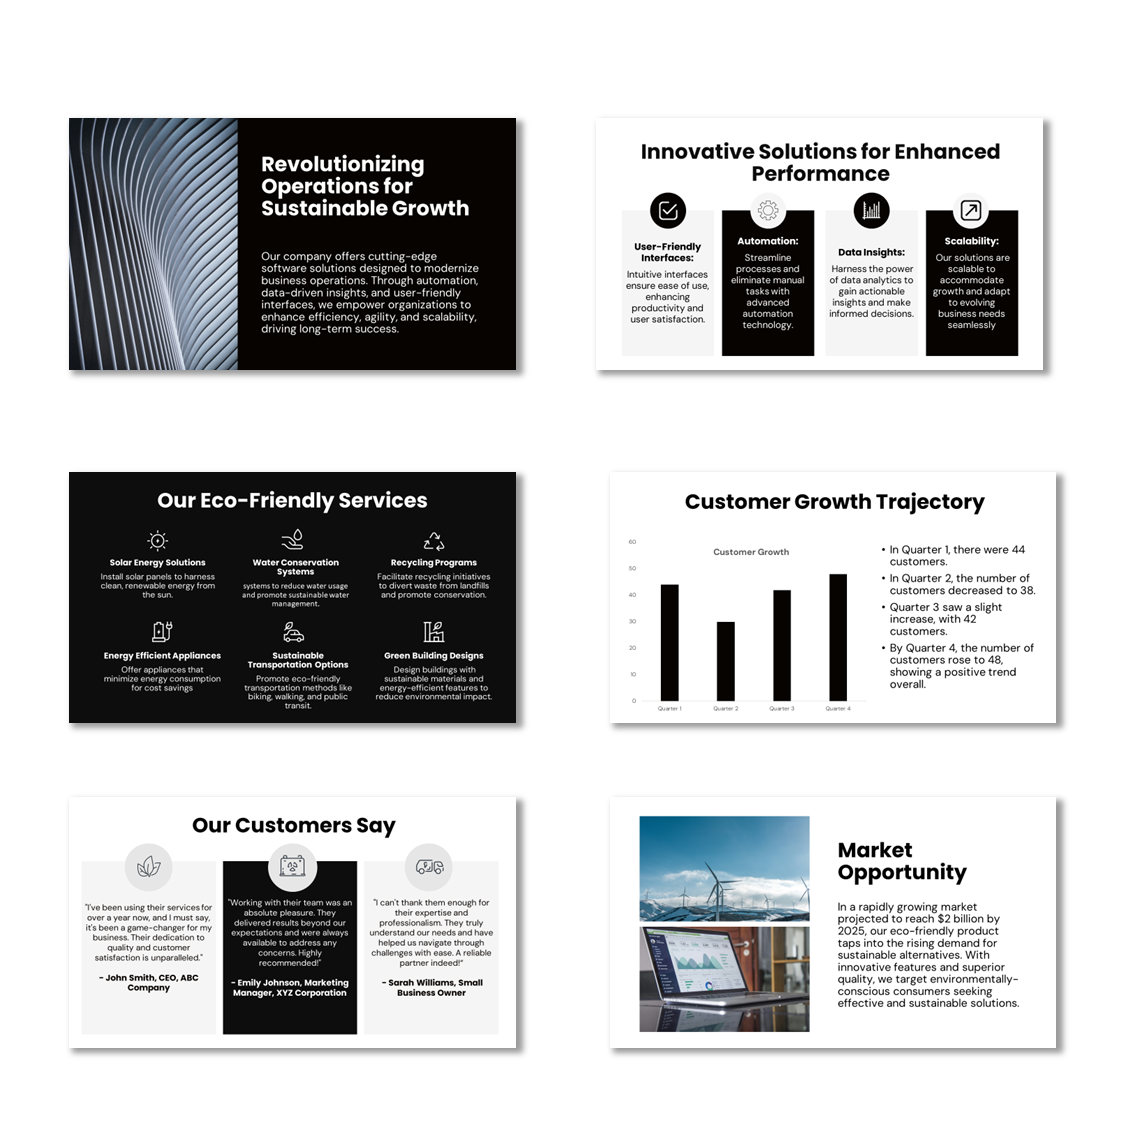 Revolutionizing
Operations for
Sustainable Growth
Our company offers cutting-edge
software solutions designed to modernize
business operations. Through automation,
data-driven insights, and user-friendly
interfaces, we empower organizations to
enhance efficiency, agility, and scalability,
driving long-term success.
Innovative Solutions for Enhanced
Performance
User-Friendly
Interfaces:
Intuitive interfaces
ensure ease of use,
enhancing
productivity and
user satisfaction.
Automation:
Streamline
processes and
eliminate manual
tasks with
advanced
automation
technology.
Data Insights:
Harness the power
of data analytics to
gain actionable
insights and make
informed decisions.
Scalability:
Our solutions are
scalable to
accommodate
growth and adapt
to evolving
business needs
seamlessly
Our Eco-Friendly Services
Solar Energy Solutions
Install solar panels to harness
clean, renewable energy from
the sun.
Water Conservation
Systems
systems to reduce water usage
and promote sustainable water
management.
Recycling Programs
Facilitate recycling initiatives
to divert waste from landfills
and promote conservation.
Energy Efficient Appliances
Offer appliances that
minimize energy consumption
for cost savings
Sustainable
Transportation Options
Promote eco-friendly
transportation methods like
biking, walking, and public
transit.
Green Building Designs
Design buildings with
sustainable materials and
energy-efficient features to
reduce environmental impact.
Customer Growth Trajectory
Customer Growth
60
50
40
30
20
10
0
Quarter 1
Quarter 2
Quarter 3
Quarter 4
• In Quarter 1, there were 44
customers.
• In Quarter 2, the number of
customers decreased to 38.
• Quarter 3 saw a slight
increase, with 42
customers.
• By Quarter 4, the number of
customers rose to 48,
showing a positive trend
overall.
Our Customers Say
"I've been using their services for
over a year now, and I must say,
it's been a game-changer for my
business. Their dedication to
quality and customer
satisfaction is unparalleled."
- John Smith, CEO, ABC
Company
"Working with their team was an
absolute pleasure. They
delivered results beyond our
expectations and were always
available to address any
concerns. Highly
recommended!"
- Emily Johnson, Marketing
Manager, XYZ Corporation
"I can't thank them enough for
their expertise and
professionalism. They truly
understand our needs and have
helped us navigate through
challenges with ease. A reliable
partner indeed!"
- Sarah Williams, Small
Business Owner
Market
Opportunity
In a rapidly growing market
projected to reach $2 billion by
2025, our eco-friendly product
taps into the rising demand for
sustainable alternatives. With
innovative features and superior
quality, we target environmentally-
conscious consumers seeking
effective and sustainable solutions.